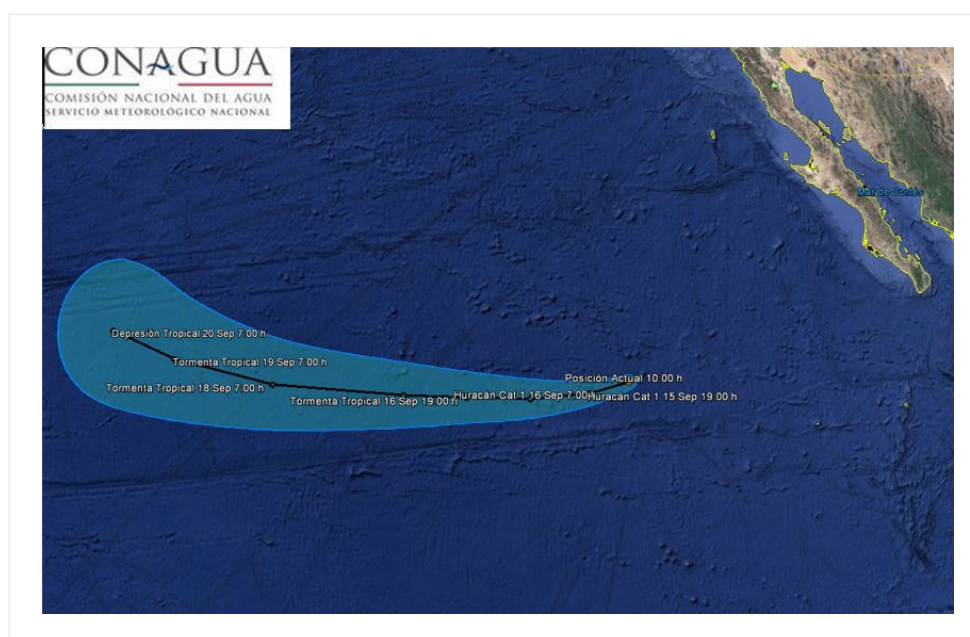 CONAGUA
COMISIÓN NACIONAL DEL AGUA
SERVICIO METEOROLÓGICO NACIONAL
Mar de Cortés
Depresión Tropical 20 Sep 7:00 h
Tormenta Tropical 19 Sep 7:00 h
Posición Actual 10:00 h
Tormenta Tropical 18 Sep 7:00 h
Huracán Cat 1 16 Sep 7:00 h
Huracán Cat 1 15 Sep 19:00 h
Tormenta Tropical 16 Sep 19:00 h